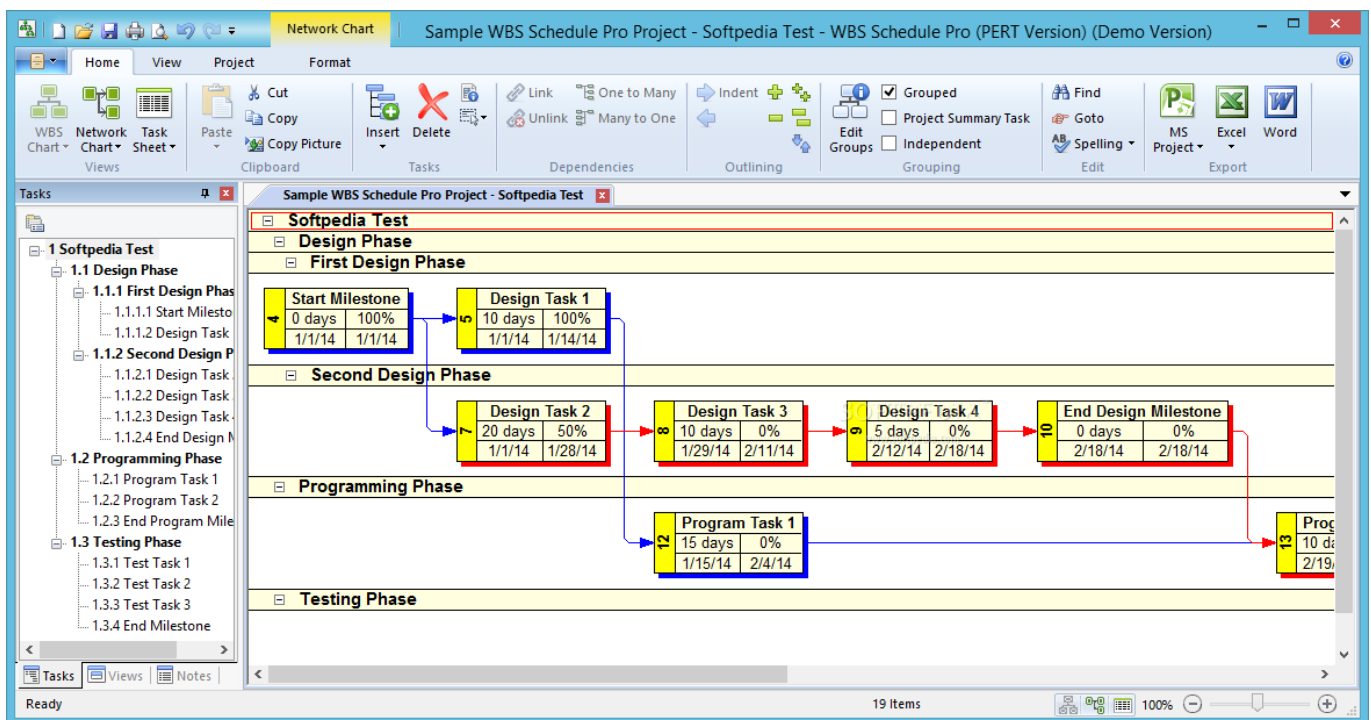 Network Chart
Sample WBS Schedule Pro Project - Softpedia Test - WBS Schedule Pro (PERT Version) (Demo Version)
Home View Project Format
WBS Chart
Network Chart
Task Sheet
Views
Paste
Cut
Copy
Copy Picture
Clipboard
Insert
Delete
Tasks
Link One to Many
Unlink Many to One
Dependencies
Indent
Outlining
Edit Groups
Grouped
Project Summary Task
Independent
Grouping
Find
Goto
Spelling
Edit
MS Project
Excel
Word
Export
Tasks
1 Softpedia Test
1.1 Design Phase
1.1.1 First Design Phas
1.1.1.1 Start Milesto
1.1.1.2 Design Task
1.1.2 Second Design P
1.1.2.1 Design Task
1.1.2.2 Design Task
1.1.2.3 Design Task
1.1.2.4 End Design M
1.2 Programming Phase
1.2.1 Program Task 1
1.2.2 Program Task 2
1.2.3 End Program Mile
1.3 Testing Phase
1.3.1 Test Task 1
1.3.2 Test Task 2
1.3.3 Test Task 3
1.3.4 End Milestone
Tasks Views Notes
Sample WBS Schedule Pro Project - Softpedia Test
Softpedia Test
Design Phase
First Design Phase
4
Start Milestone
0 days 100%
1/1/14 1/1/14
5
Design Task 1
10 days 100%
1/1/14 1/14/14
Second Design Phase
7
Design Task 2
20 days 50%
1/1/14 1/28/14
8
Design Task 3
10 days 0%
1/29/14 2/11/14
9
Design Task 4
5 days 0%
2/12/14 2/18/14
10
End Design Milestone
0 days 0%
2/18/14 2/18/14
Programming Phase
12
Program Task 1
15 days 0%
1/15/14 2/4/14
13
Prog
10 da
2/19/
Testing Phase
Ready
19 Items
100%